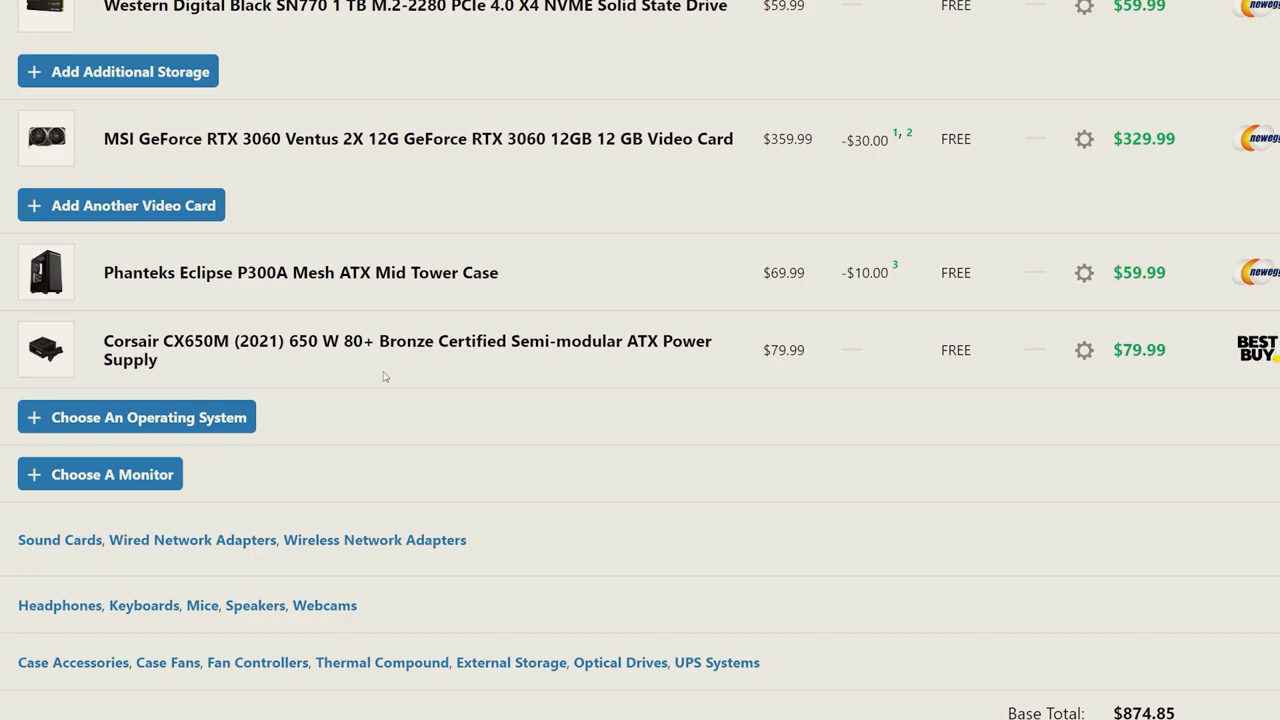 Western Digital Black SN770 1 TB M.2-2280 PCIe 4.0 X4 NVME Solid State Drive $59.99 — FREE — $59.99 newegg
+ Add Additional Storage
MSI GeForce RTX 3060 Ventus 2X 12G GeForce RTX 3060 12GB 12 GB Video Card $359.99 -$30.00 1, 2 FREE — $329.99 newegg
+ Add Another Video Card
Phanteks Eclipse P300A Mesh ATX Mid Tower Case $69.99 -$10.00 3 FREE — $59.99 newegg
Corsair CX650M (2021) 650 W 80+ Bronze Certified Semi-modular ATX Power
Supply $79.99 — FREE — $79.99 BEST BUY
+ Choose An Operating System
+ Choose A Monitor
Sound Cards, Wired Network Adapters, Wireless Network Adapters
Headphones, Keyboards, Mice, Speakers, Webcams
Case Accessories, Case Fans, Fan Controllers, Thermal Compound, External Storage, Optical Drives, UPS Systems
Base Total: $874.85